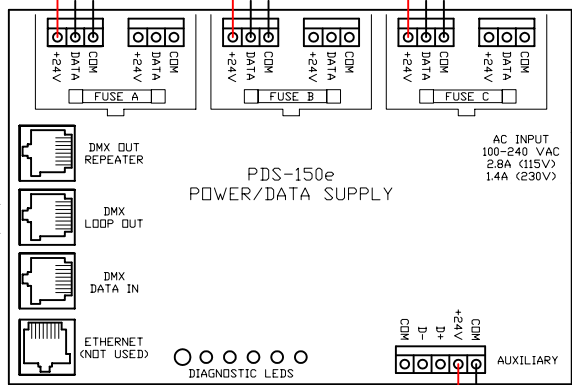 +24V DATA COM +24V DATA COM +24V DATA COM +24V DATA COM +24V DATA COM +24V DATA COM
FUSE A FUSE B FUSE C
DMX OUT
REPEATER
AC INPUT
100-240 VAC
2.8A (115V)
1.4A (230V)
PDS-150e
POWER/DATA SUPPLY
DMX
LOOP OUT
DMX
DATA IN
ETHERNET
(NOT USED)
DIAGNOSTIC LEDS
COM D- D+ +24V COM
AUXILIARY